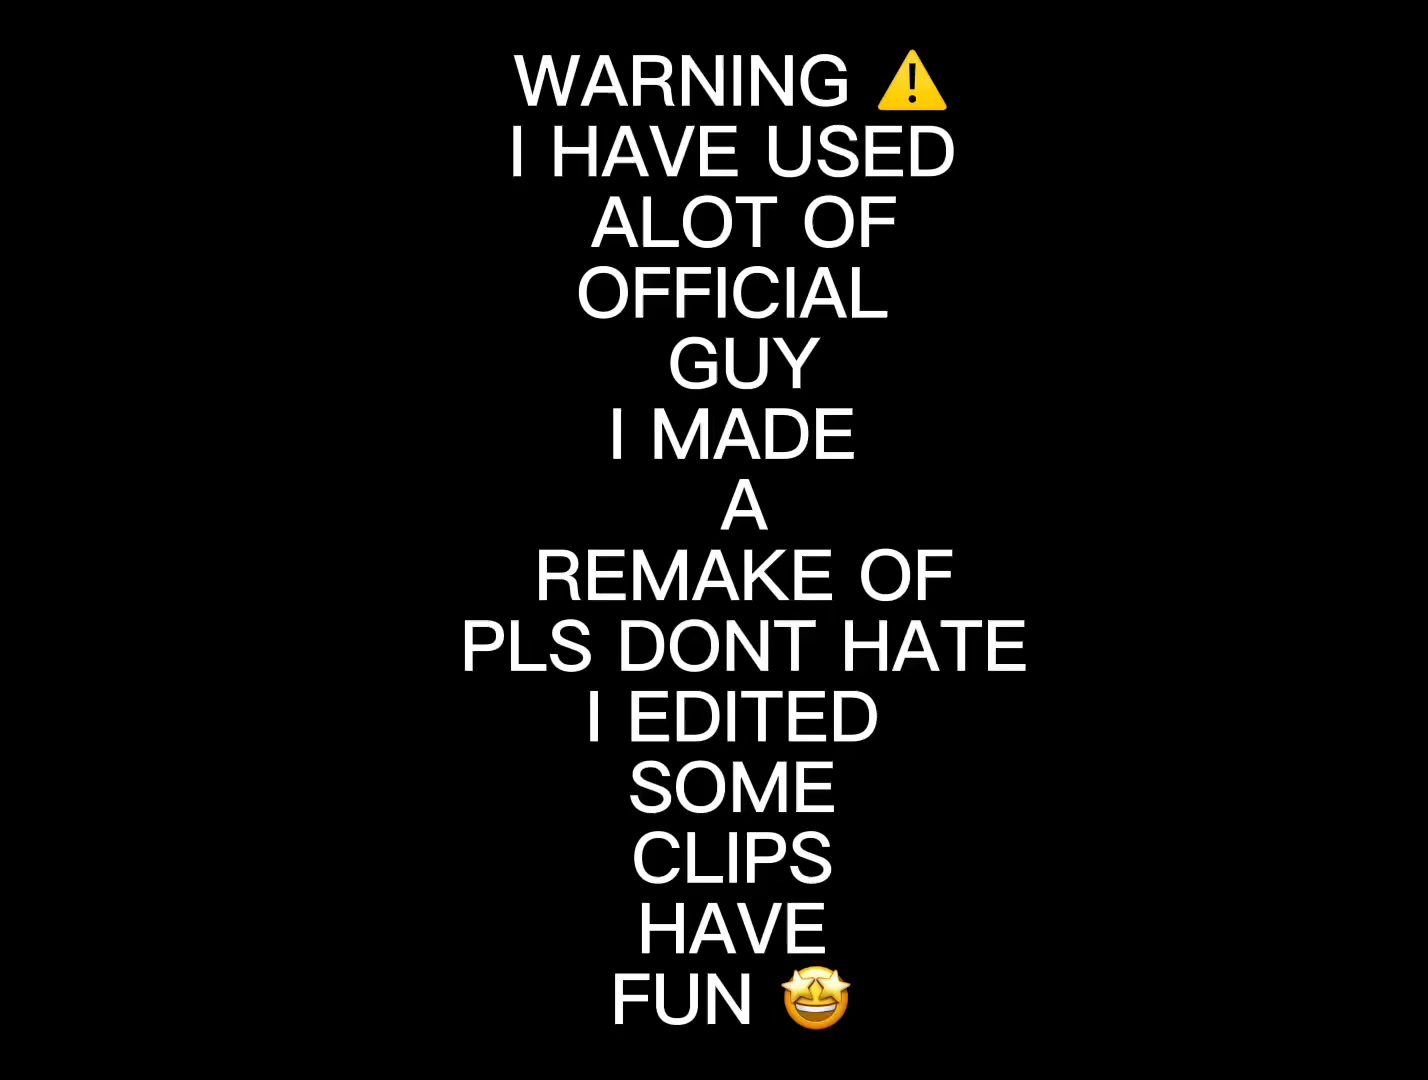 WARNING ⚠️
I HAVE USED
ALOT OF
OFFICIAL
GUY
I MADE
A
REMAKE OF
PLS DONT HATE
I EDITED
SOME
CLIPS
HAVE
FUN 🤩